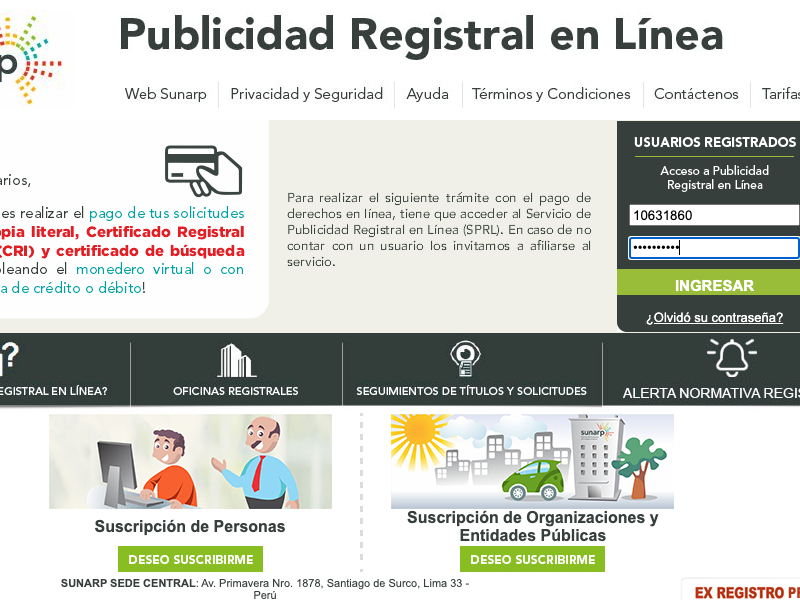 Publicidad Registral en Línea
p
Web Sunarp
Privacidad y Seguridad
Ayuda
Términos y Condiciones
Contáctenos
Tarifas
arios,
es realizar el pago de tus solicitudes
pia literal, Certificado Registral
(CRI) y certificado de búsqueda
leando el monedero virtual o con
a de crédito o débito!
Para realizar el siguiente trámite con el pago de
derechos en línea, tiene que acceder al Servicio de
Publicidad Registral en Línea (SPRL). En caso de no
contar con un usuario los invitamos a afiliarse al
servicio.
USUARIOS REGISTRADOS
Acceso a Publicidad
Registral en Línea
10631860
••••••••••
INGRESAR
¿Olvidó su contraseña?
?
EGISTRAL EN LÍNEA?
OFICINAS REGISTRALES
SEGUIMIENTOS DE TÍTULOS Y SOLICITUDES
ALERTA NORMATIVA REGIS
sunarp
Suscripción de Personas
DESEO SUSCRIBIRME
Suscripción de Organizaciones y
Entidades Públicas
DESEO SUSCRIBIRME
SUNARP SEDE CENTRAL: Av. Primavera Nro. 1878, Santiago de Surco, Lima 33 -
Perú
EX REGISTRO PR